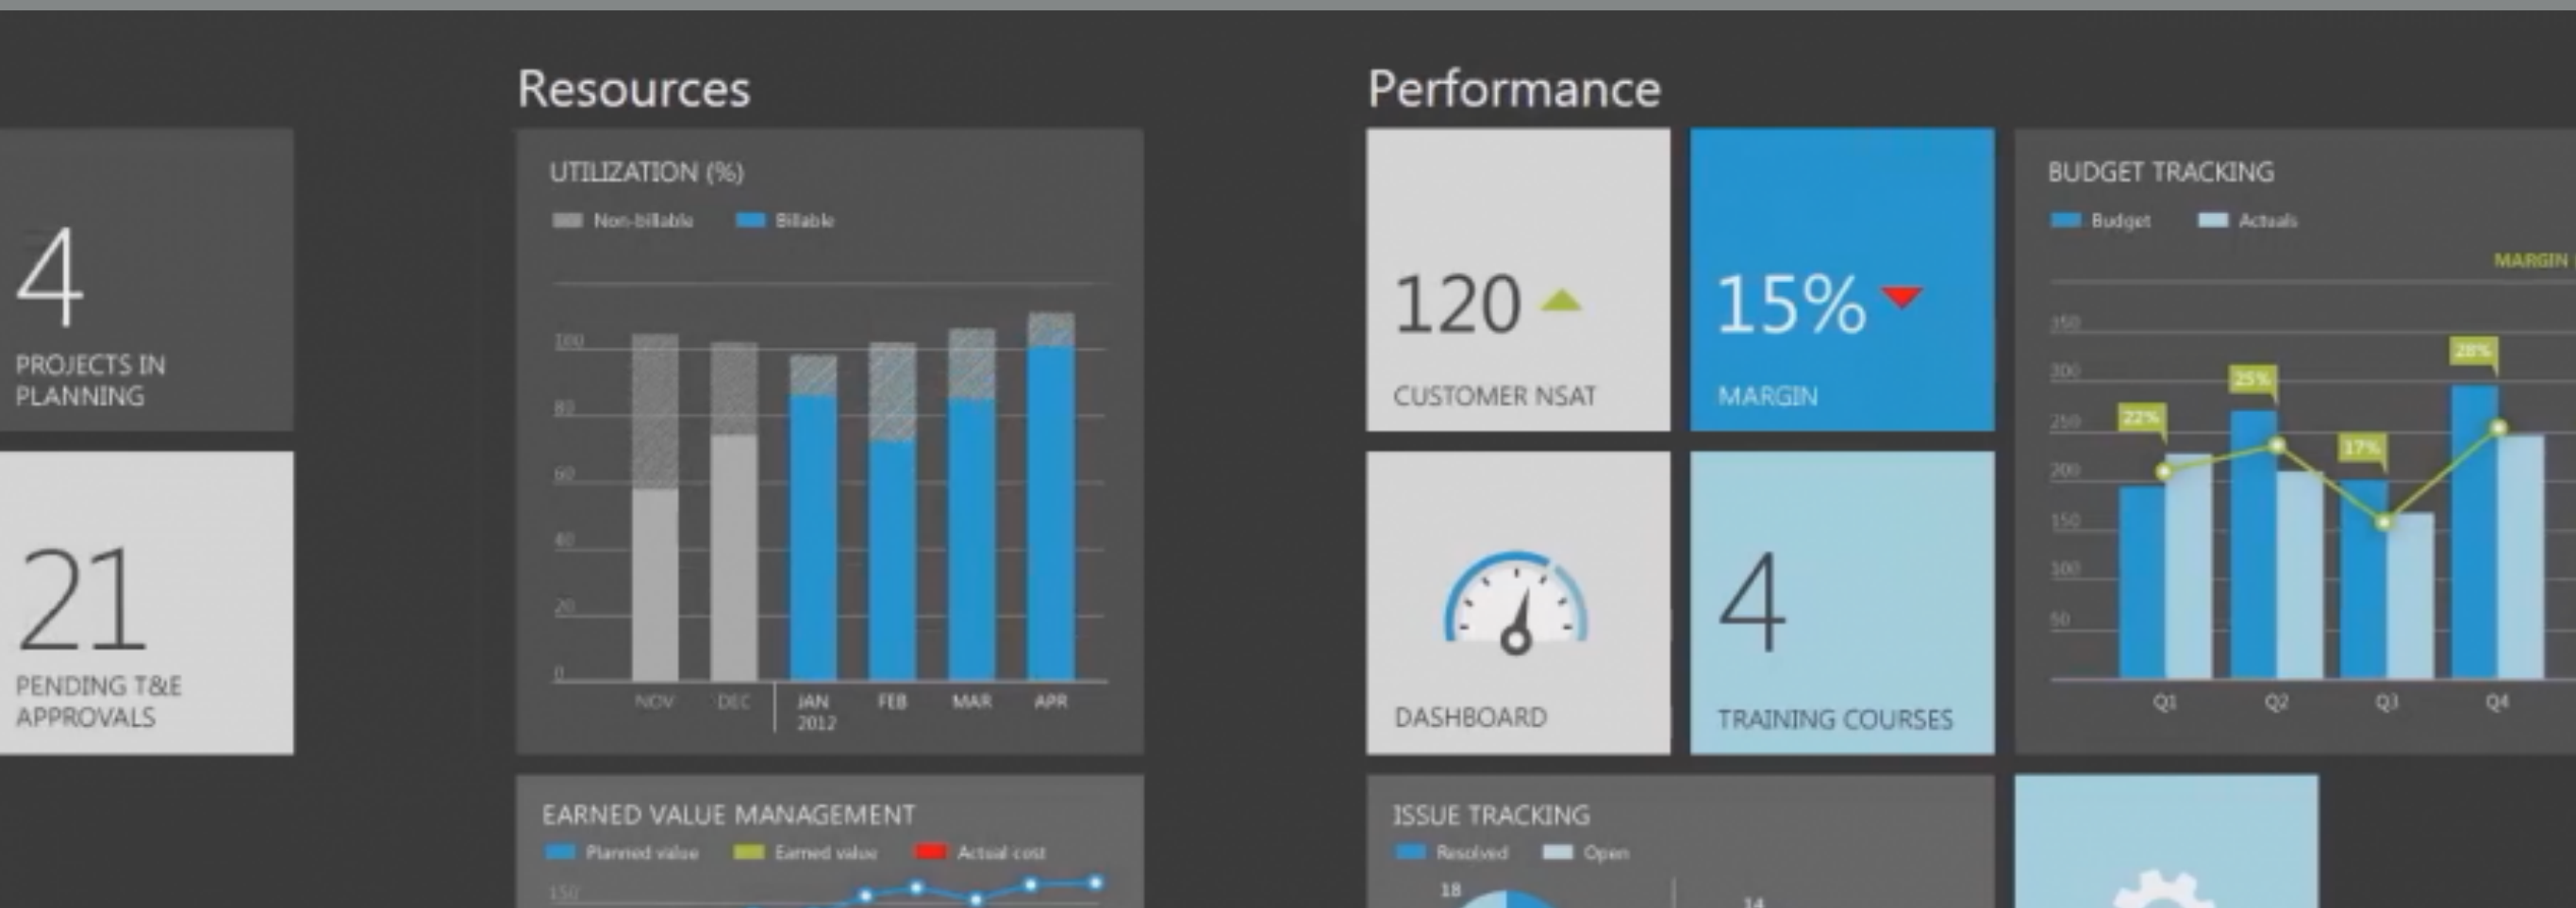 Resources
Performance
4
PROJECTS IN
PLANNING
21
PENDING T&E
APPROVALS
UTILIZATION (%)
Non-billable
Billable
100
80
60
40
20
0
NOV
DEC
JAN
2012
FEB
MAR
APR
EARNED VALUE MANAGEMENT
Planned value
Earned value
Actual cost
150
120
CUSTOMER NSAT
15%
MARGIN
DASHBOARD
4
TRAINING COURSES
BUDGET TRACKING
Budget
Actuals
MARGIN
350
300
250
200
150
100
50
22%
25%
17%
28%
Q1
Q2
Q3
Q4
ISSUE TRACKING
Resolved
Open
18
14